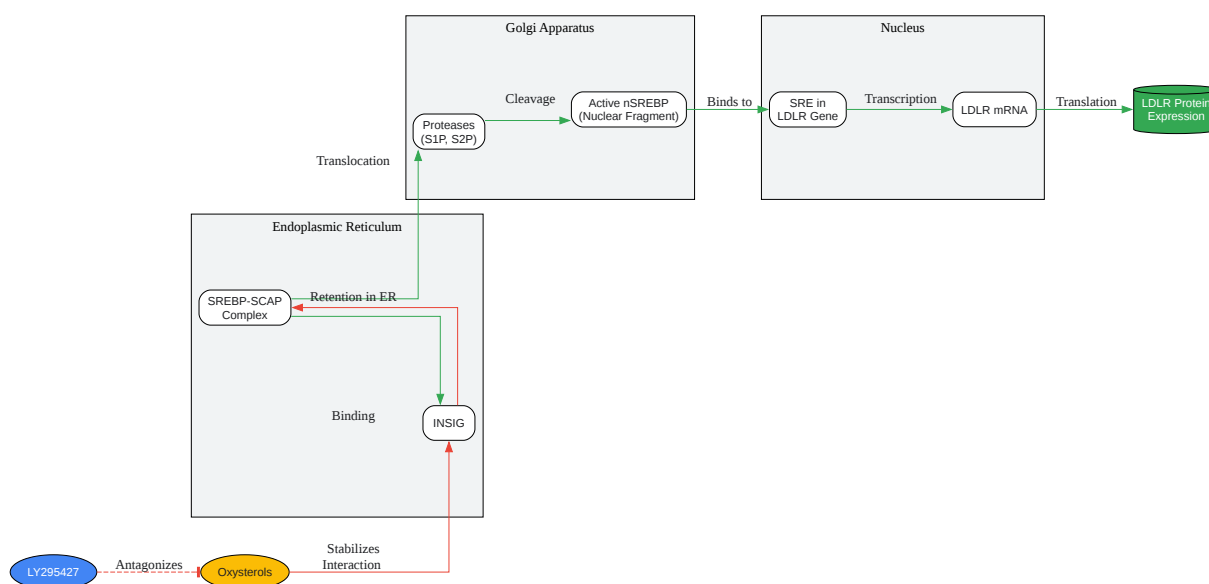 Golgi Apparatus
Nucleus
Cleavage
Active nSREBP
(Nuclear Fragment)
Binds to
SRE in
LDLR Gene
Transcription
LDLR mRNA
Translation
LDLR Protein
Expression
Proteases
(S1P, S2P)
Translocation
Endoplasmic Reticulum
SREBP-SCAP
Complex
Retention in ER
Binding
INSIG
Stabilizes
Interaction
LY295427
Antagonizes
Oxysterols